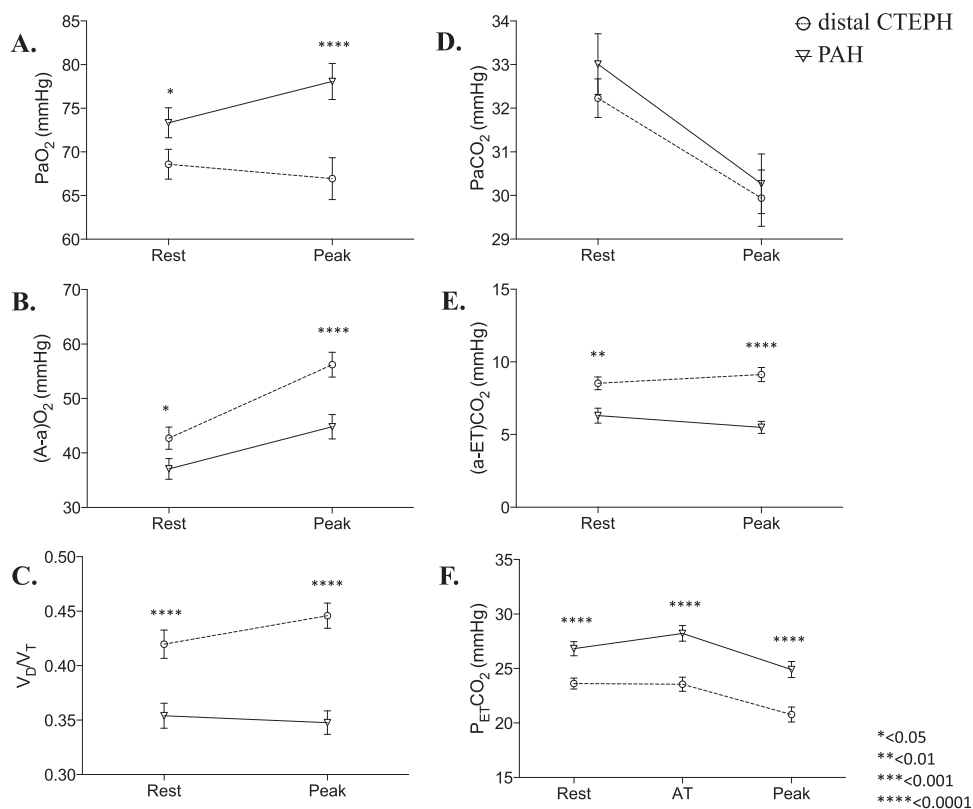 distal CTEPH
PAH
A.
85
80
75
70
65
60
PaO2 (mmHg)
*
****
Rest Peak
D.
34
33
32
31
30
29
PaCO2 (mmHg)
Rest Peak
B.
70
60
50
40
30
(A-a)O2 (mmHg)
*
****
Rest Peak
E.
15
10
5
0
(a-ET)CO2 (mmHg)
**
****
Rest Peak
C.
0.50
0.45
0.40
0.35
0.30
VD/VT
****
****
Rest Peak
F.
35
30
25
20
15
PETCO2 (mmHg)
****
****
****
Rest AT Peak
*<0.05
**<0.01
***<0.001
****<0.0001